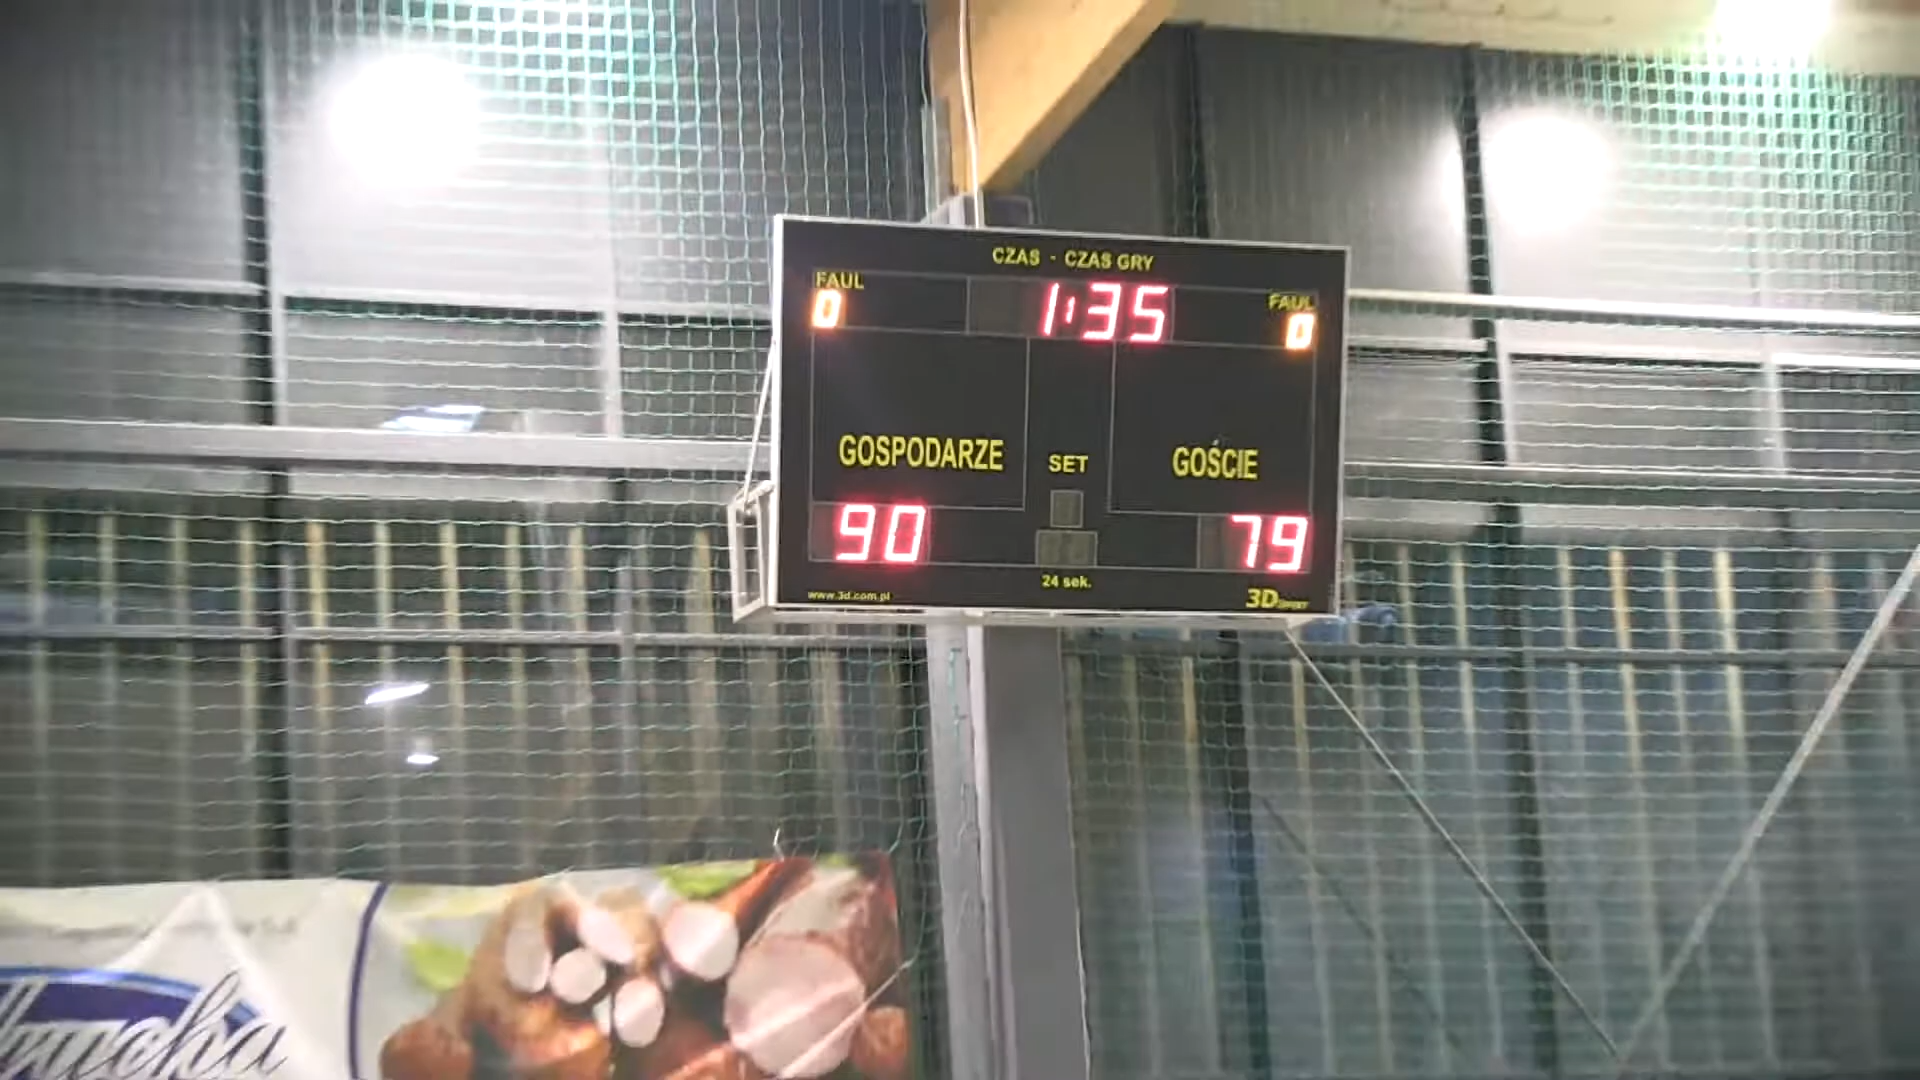 CZAS - CZAS GRY
FAUL
FAUL
0
1:35
0
GOSPODARZE
SET
GOŚCIE
90
79
24 sek.
www.3d.com.pl
3D